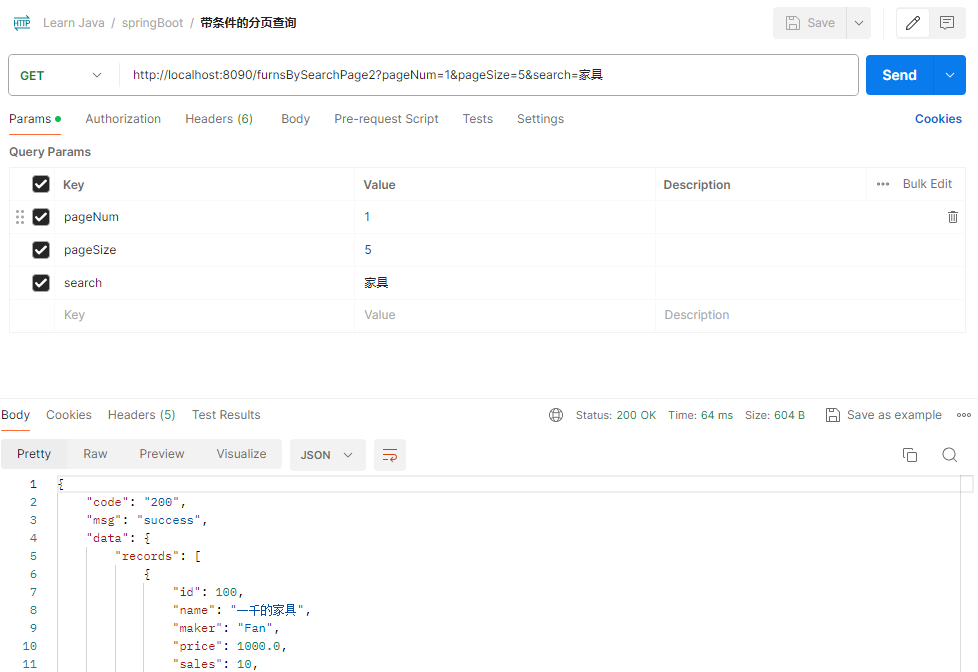 HTTP Learn Java / springBoot / 带条件的分页查询 Save
GET http://localhost:8090/furnsBySearchPage2?pageNum=1&pageSize=5&search=家具 Send
Params Authorization Headers (6) Body Pre-request Script Tests Settings Cookies
Query Params
Key Value Description Bulk Edit
pageNum 1
pageSize 5
search 家具
Key Value Description
Body Cookies Headers (5) Test Results Status: 200 OK Time: 64 ms Size: 604 B Save as example
Pretty Raw Preview Visualize JSON
1 {
2 "code": "200",
3 "msg": "success",
4 "data": {
5 "records": [
6 {
7 "id": 100,
8 "name": "一千的家具",
9 "maker": "Fan",
10 "price": 1000.0,
11 "sales": 10,